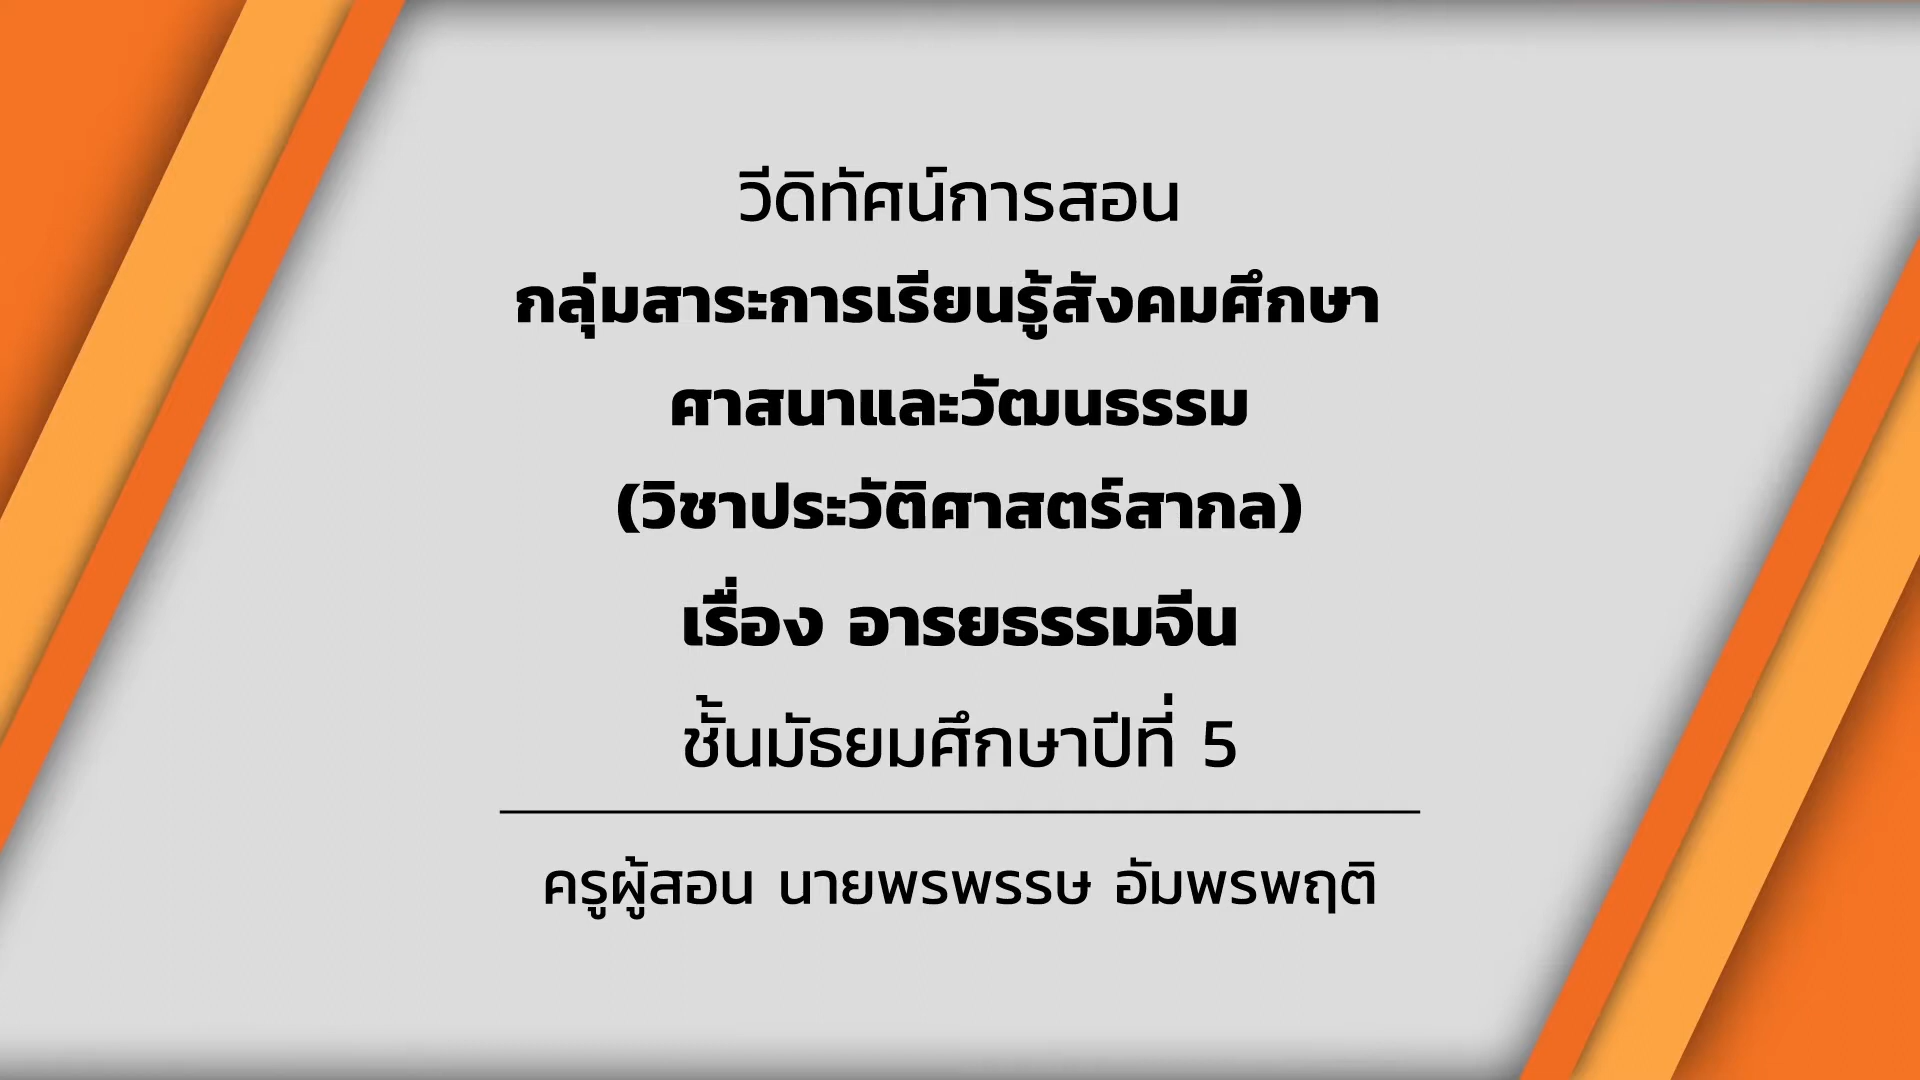 วีดิทัศน์การสอน
กลุ่มสาระการเรียนรู้สังคมศึกษา
ศาสนาและวัฒนธรรม
(วิชาประวัติศาสตร์สากล)
เรื่อง อารยธรรมจีน
ชั้นมัธยมศึกษาปีที่ 5
ครูผู้สอน นายพรพรรษ อัมพรพฤติ